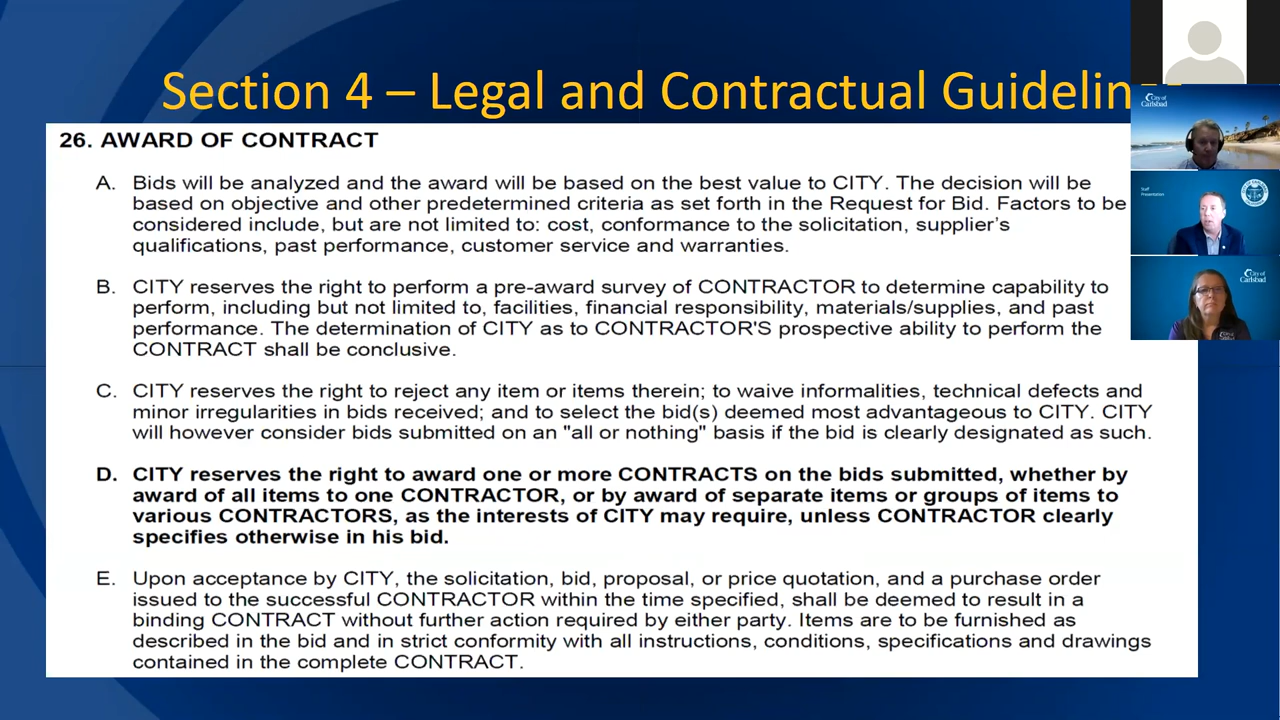 Section 4 – Legal and Contractual Guidelin
26. AWARD OF CONTRACT
A. Bids will be analyzed and the award will be based on the best value to CITY. The decision will be
based on objective and other predetermined criteria as set forth in the Request for Bid. Factors to be
considered include, but are not limited to: cost, conformance to the solicitation, supplier's
qualifications, past performance, customer service and warranties.
B. CITY reserves the right to perform a pre-award survey of CONTRACTOR to determine capability to
perform, including but not limited to, facilities, financial responsibility, materials/supplies, and past
performance. The determination of CITY as to CONTRACTOR'S prospective ability to perform the
CONTRACT shall be conclusive.
C. CITY reserves the right to reject any item or items therein; to waive informalities, technical defects and
minor irregularities in bids received; and to select the bid(s) deemed most advantageous to CITY. CITY
will however consider bids submitted on an "all or nothing" basis if the bid is clearly designated as such.
D. CITY reserves the right to award one or more CONTRACTS on the bids submitted, whether by
award of all items to one CONTRACTOR, or by award of separate items or groups of items to
various CONTRACTORS, as the interests of CITY may require, unless CONTRACTOR clearly
specifies otherwise in his bid.
E. Upon acceptance by CITY, the solicitation, bid, proposal, or price quotation, and a purchase order
issued to the successful CONTRACTOR within the time specified, shall be deemed to result in a
binding CONTRACT without further action required by either party. Items are to be furnished as
described in the bid and in strict conformity with all instructions, conditions, specifications and drawings
contained in the complete CONTRACT.
City of
Carlsbad
Staff
Presentation
City of
Carlsbad